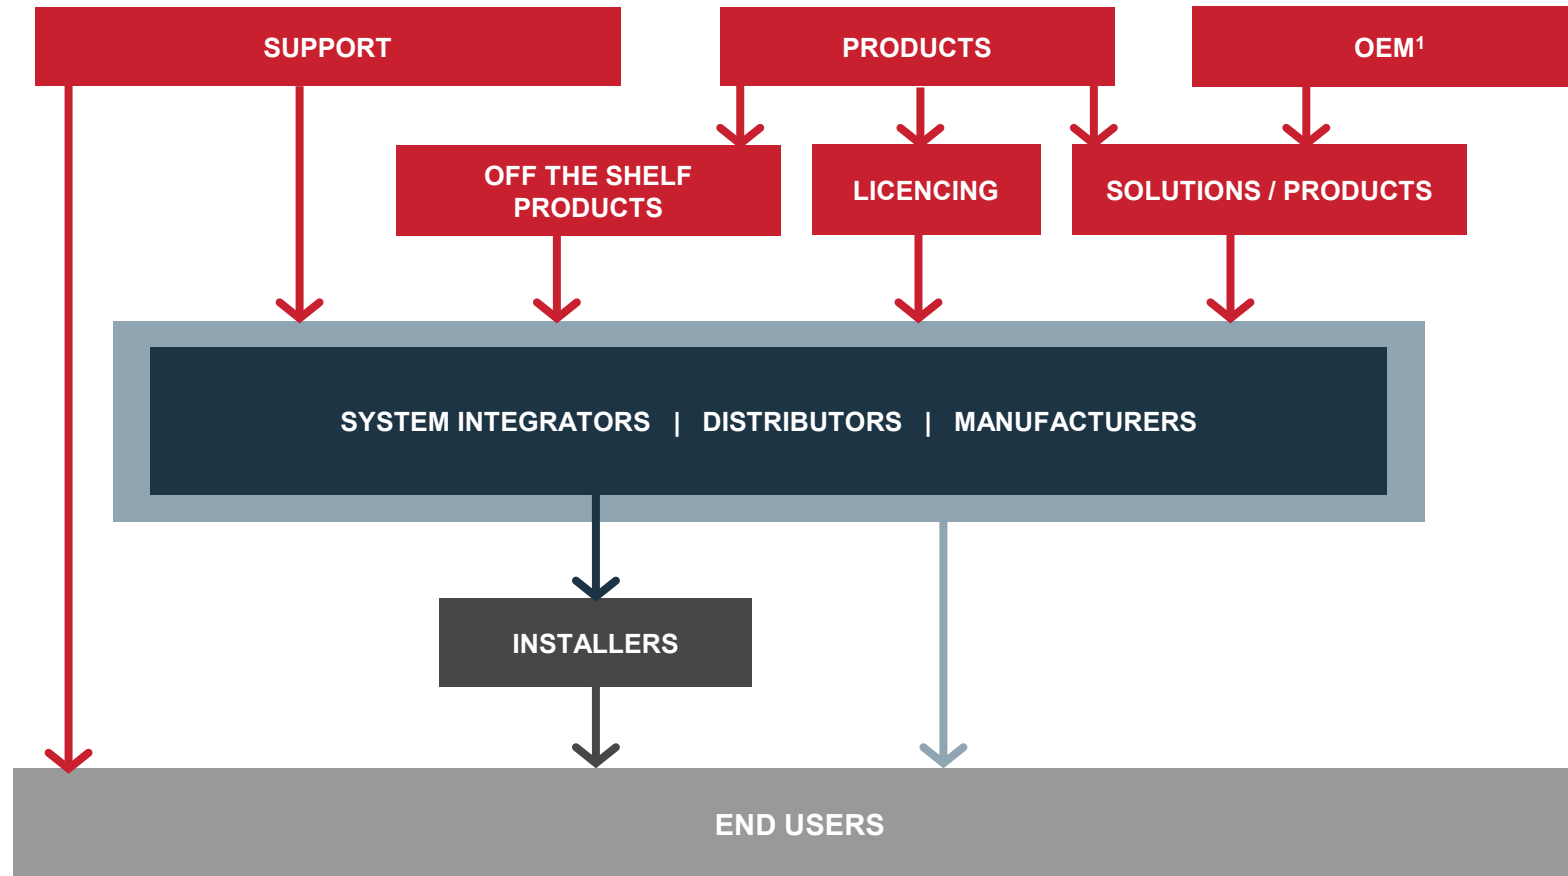 SUPPORT
PRODUCTS
OEM¹
OFF THE SHELF
PRODUCTS
LICENCING
SOLUTIONS / PRODUCTS
SYSTEM INTEGRATORS | DISTRIBUTORS | MANUFACTURERS
INSTALLERS
END USERS